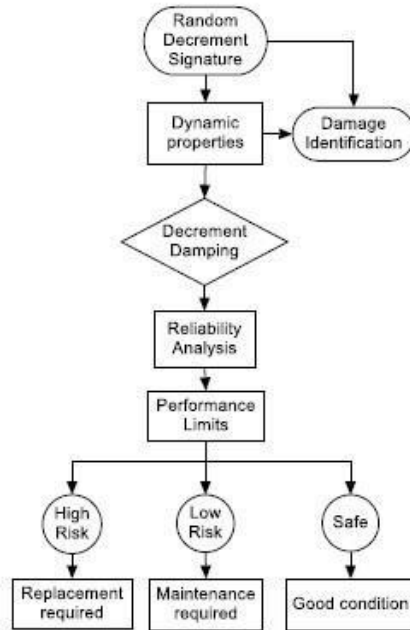 Random
Decrement
Signature
Dynamic
properties
Damage
Identification
Decrement
Damping
Reliability
Analysis
Performance
Limits
High
Risk
Low
Risk
Safe
Replacement
required
Maintenance
required
Good condition